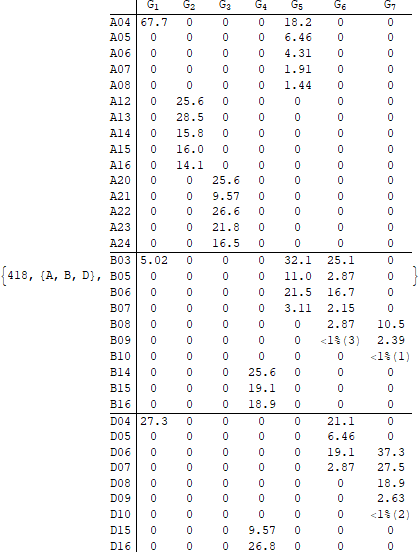 G1 G2 G3 G4 G5 G6 G7
A04 67.7 0 0 0 18.2 0 0
A05 0 0 0 0 6.46 0 0
A06 0 0 0 0 4.31 0 0
A07 0 0 0 0 1.91 0 0
A08 0 0 0 0 1.44 0 0
A12 0 25.6 0 0 0 0 0
A13 0 28.5 0 0 0 0 0
A14 0 15.8 0 0 0 0 0
A15 0 16.0 0 0 0 0 0
A16 0 14.1 0 0 0 0 0
A20 0 0 25.6 0 0 0 0
A21 0 0 9.57 0 0 0 0
A22 0 0 26.6 0 0 0 0
A23 0 0 21.8 0 0 0 0
A24 0 0 16.5 0 0 0 0
B03 5.02 0 0 0 32.1 25.1 0
{418, {A, B, D}, B05 0 0 0 0 11.0 2.87 0 }
B06 0 0 0 0 21.5 16.7 0
B07 0 0 0 0 3.11 2.15 0
B08 0 0 0 0 0 2.87 10.5
B09 0 0 0 0 0 <1%(3) 2.39
B10 0 0 0 0 0 0 <1%(1)
B14 0 0 0 25.6 0 0 0
B15 0 0 0 19.1 0 0 0
B16 0 0 0 18.9 0 0 0
D04 27.3 0 0 0 0 21.1 0
D05 0 0 0 0 0 6.46 0
D06 0 0 0 0 0 19.1 37.3
D07 0 0 0 0 0 2.87 27.5
D08 0 0 0 0 0 0 18.9
D09 0 0 0 0 0 0 2.63
D10 0 0 0 0 0 0 <1%(2)
D15 0 0 0 9.57 0 0 0
D16 0 0 0 26.8 0 0 0